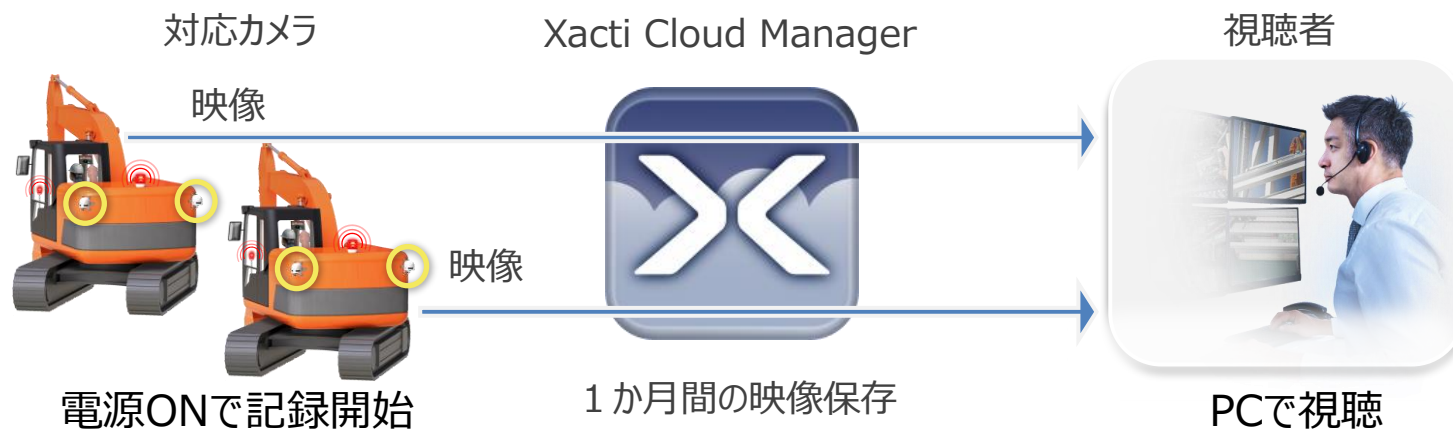 対応カメラ
Xacti Cloud Manager
視聴者
映像
映像
電源ONで記録開始
１か月間の映像保存
PCで視聴